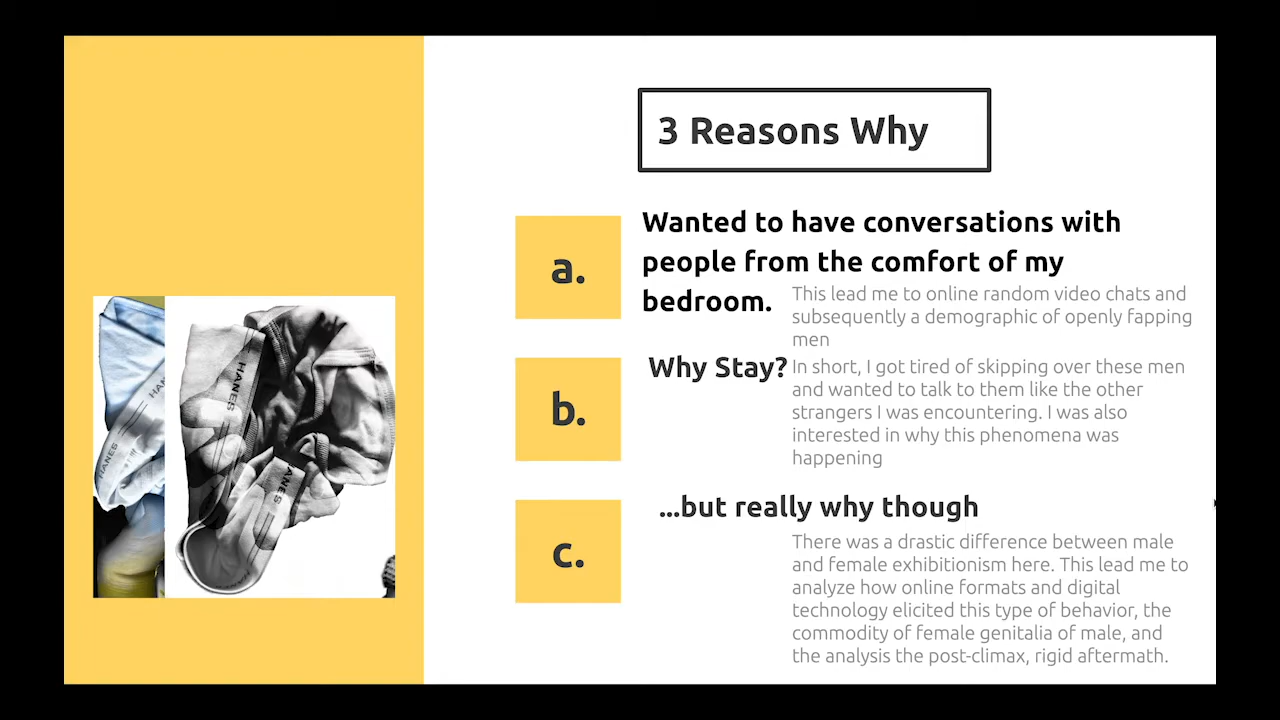 3 Reasons Why
a.
Wanted to have conversations with
people from the comfort of my
bedroom.
This lead me to online random video chats and
subsequently a demographic of openly fapping
men
b.
Why Stay?
In short, I got tired of skipping over these men
and wanted to talk to them like the other
strangers I was encountering. I was also
interested in why this phenomena was
happening
c.
...but really why though
There was a drastic difference between male
and female exhibitionism here. This lead me to
analyze how online formats and digital
technology elicited this type of behavior, the
commodity of female genitalia of male, and
the analysis the post-climax, rigid aftermath.
HANES
HANES
HANES
HANES